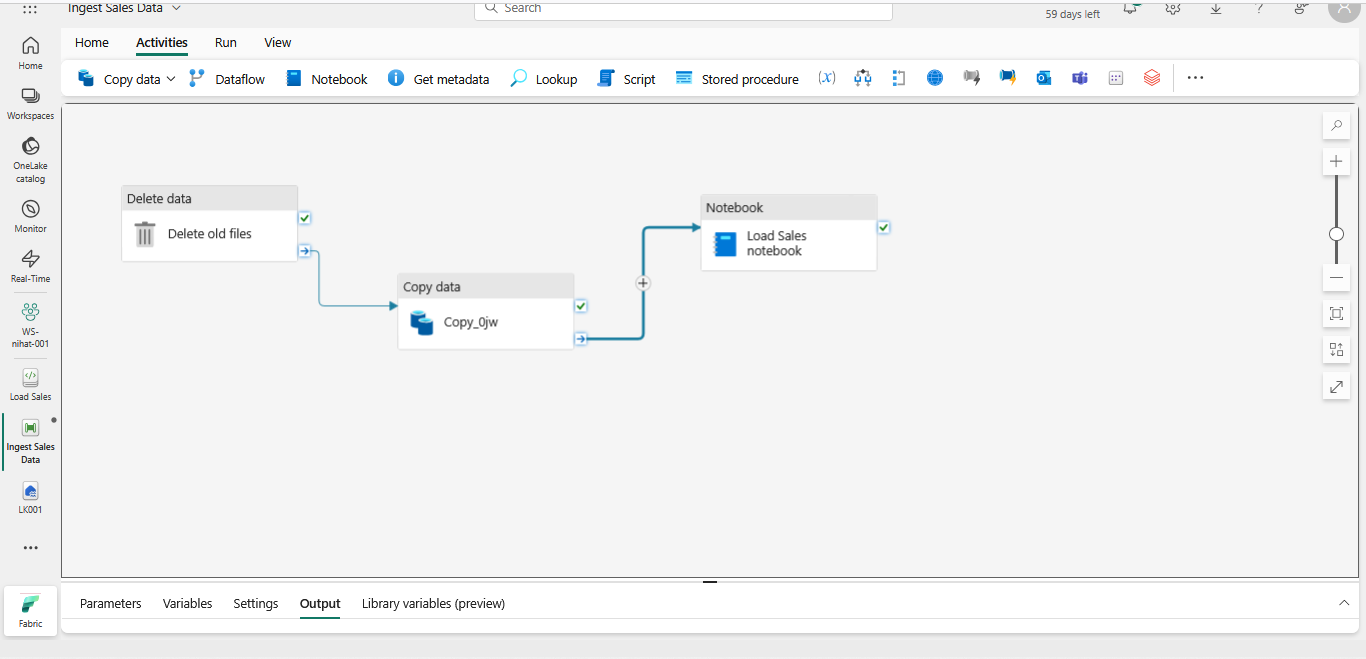 Ingest Sales Data
Search
59 days left
?
Home
Workspaces
OneLake
catalog
Monitor
Real-Time
WS-
nihat-001
Load Sales
Ingest Sales
Data
LK001
...
Fabric
Home Activities Run View
Copy data Dataflow Notebook Get metadata Lookup Script Stored procedure (x) ...
Delete data
Delete old files
Copy data
Copy_0jw
Notebook
Load Sales
notebook
Parameters Variables Settings Output Library variables (preview)